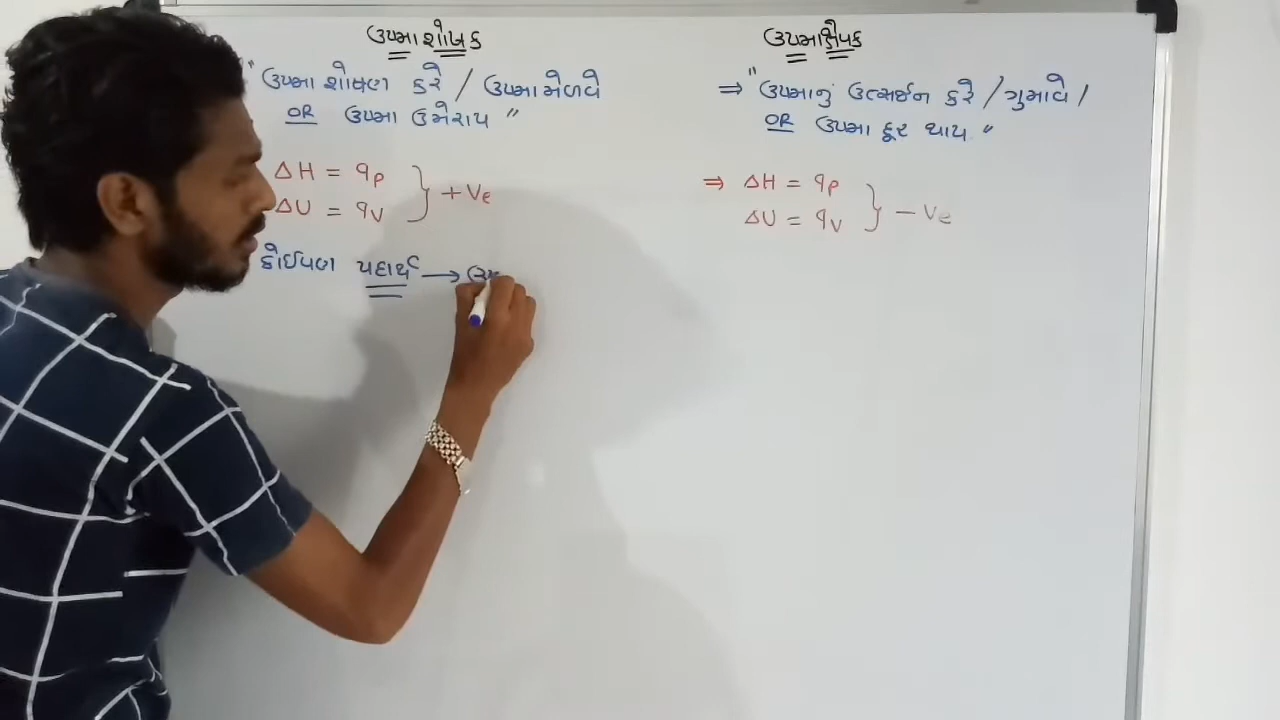 ઉષ્માશોષક
" ઉષ્મા શોષણ કરે / ઉષ્મા મેળવે
OR ઉષ્મા ઉમેરાય "
ΔH = qp
ΔU = qv } +ve
કોઈપણ પદાર્થ →
ઉષ્માક્ષેપક
⇒ " ઉષ્માનું ઉત્સર્જન કરે / ગુમાવે /
OR ઉષ્મા દૂર થાય "
⇒ ΔH = qp
ΔU = qv } -ve